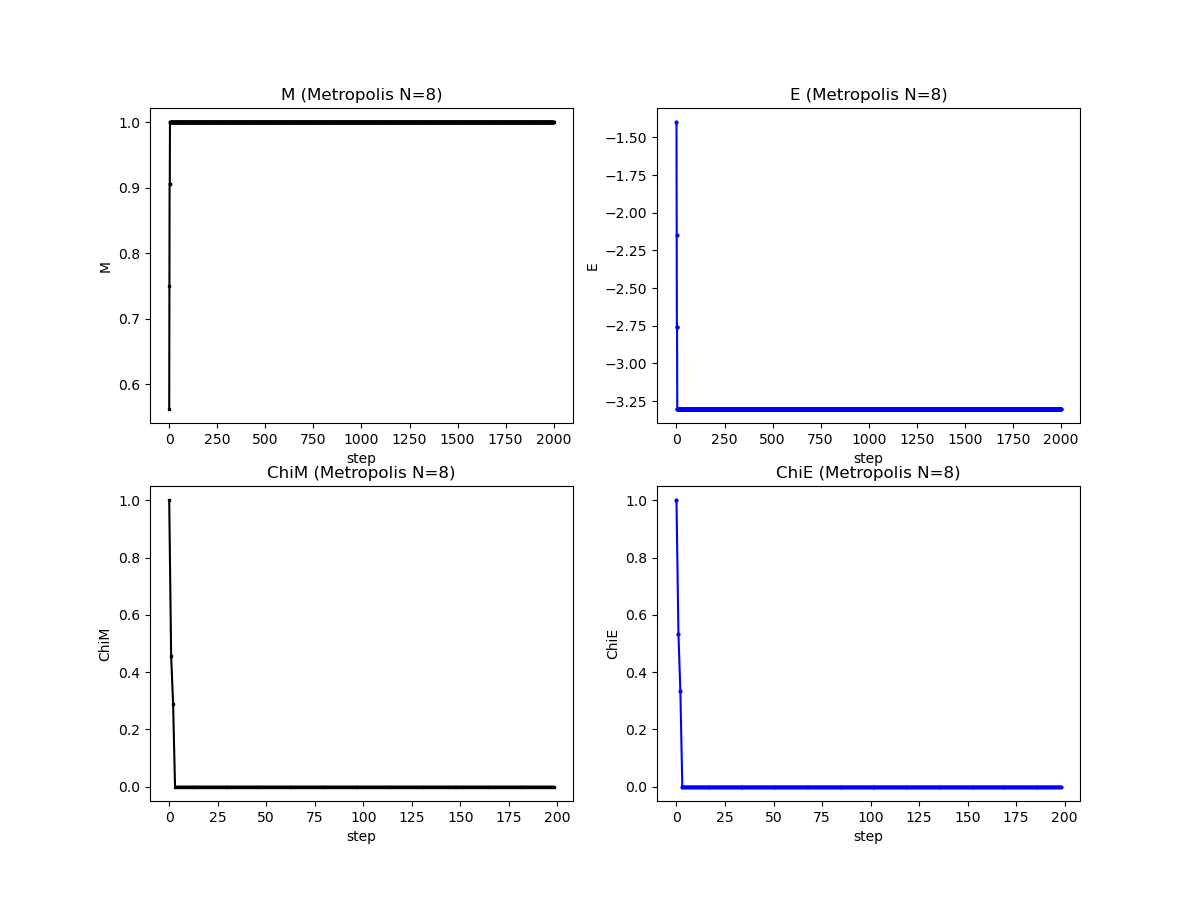 M (Metropolis N=8)
1.0
0.9
0.8
0.7
0.6
M
0 250 500 750 1000 1250 1500 1750 2000
step
E (Metropolis N=8)
−1.50
−1.75
−2.00
−2.25
−2.50
−2.75
−3.00
−3.25
E
0 250 500 750 1000 1250 1500 1750 2000
step
ChiM (Metropolis N=8)
1.0
0.8
0.6
0.4
0.2
0.0
ChiM
0 25 50 75 100 125 150 175 200
step
ChiE (Metropolis N=8)
1.0
0.8
0.6
0.4
0.2
0.0
ChiE
0 25 50 75 100 125 150 175 200
step